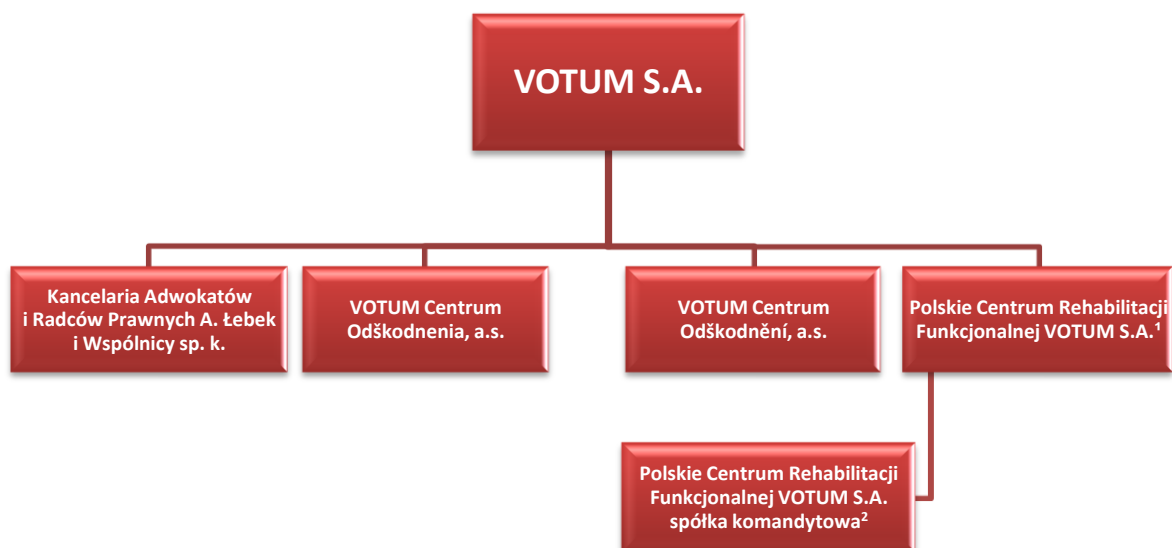 VOTUM S.A.
Kancelaria Adwokatów
i Radców Prawnych A. Łebek
i Wspólnicy sp. k.
VOTUM Centrum
Odškodnenia, a.s.
VOTUM Centrum
Odškodnění, a.s.
Polskie Centrum Rehabilitacji
Funkcjonalnej VOTUM S.A.¹
Polskie Centrum Rehabilitacji
Funkcjonalnej VOTUM S.A.
spółka komandytowa²